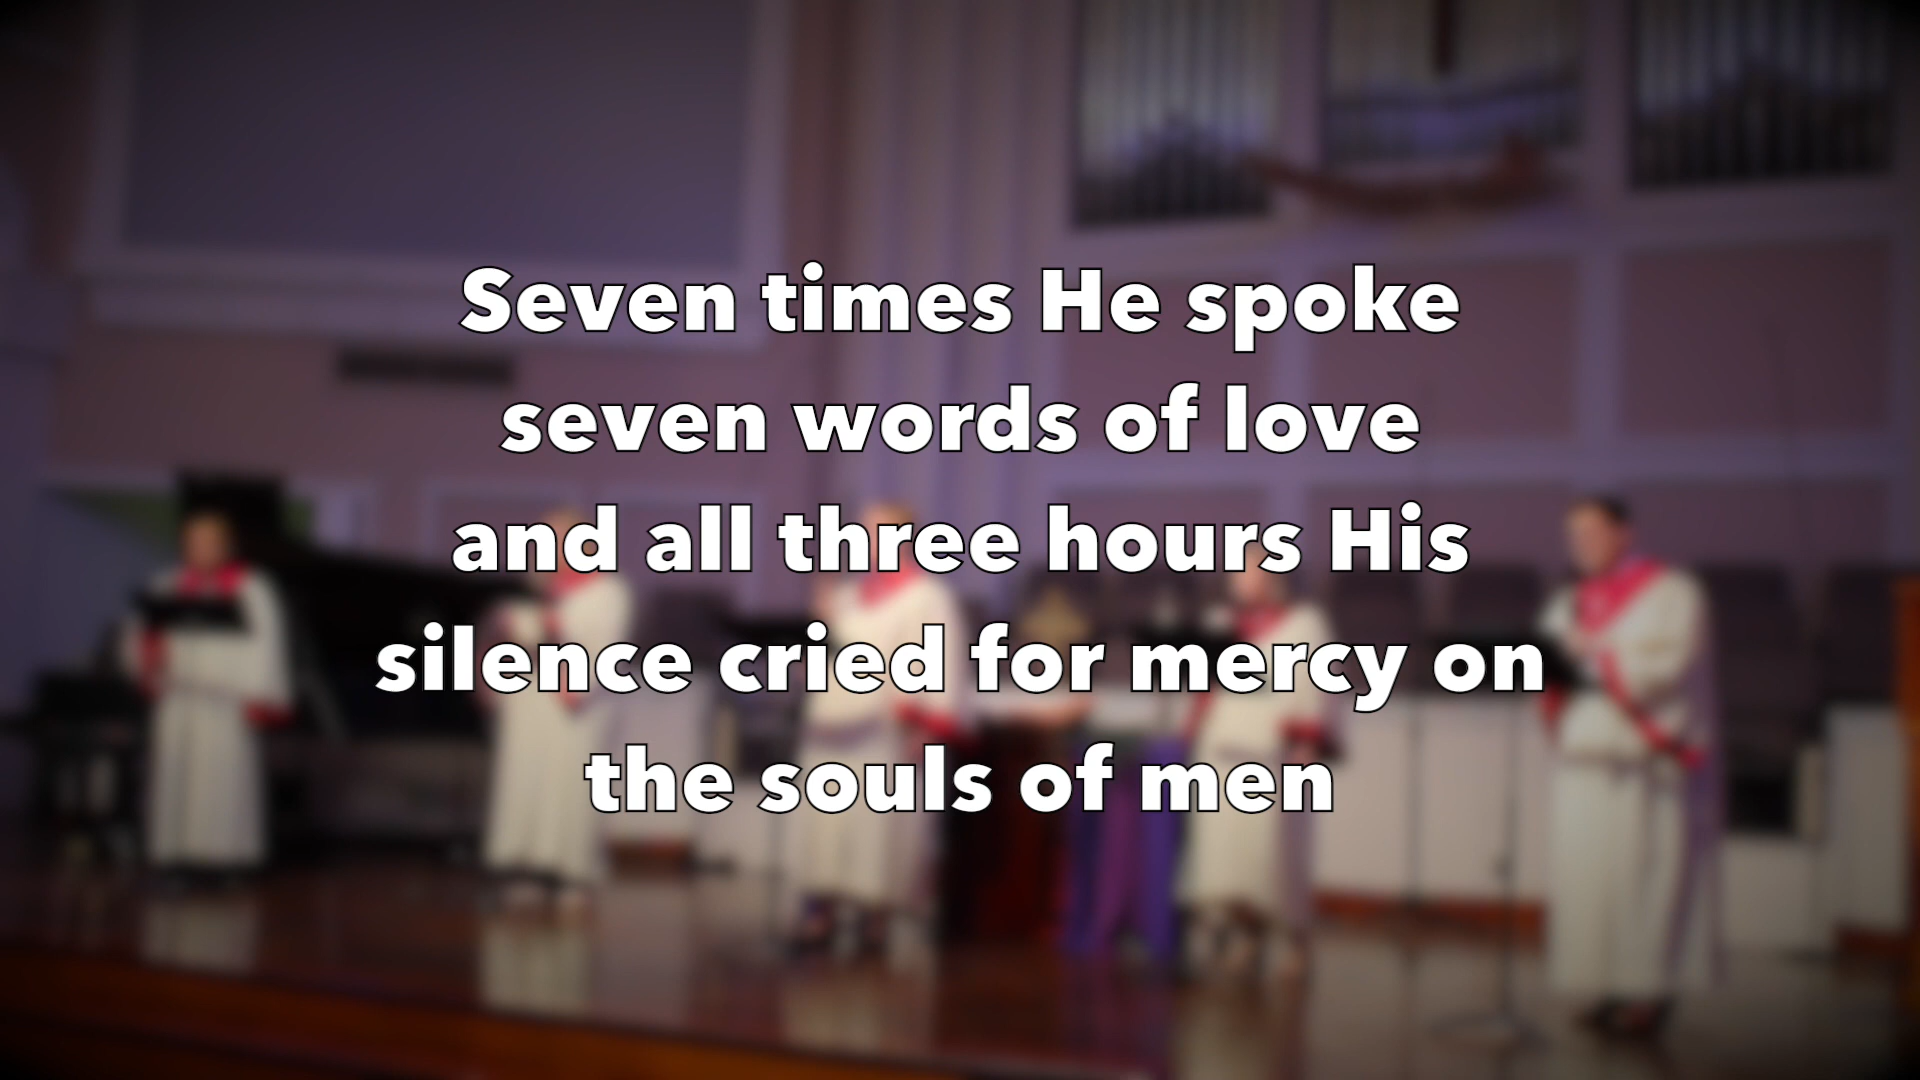 Seven times He spoke
seven words of love
and all three hours His
silence cried for mercy on
the souls of men